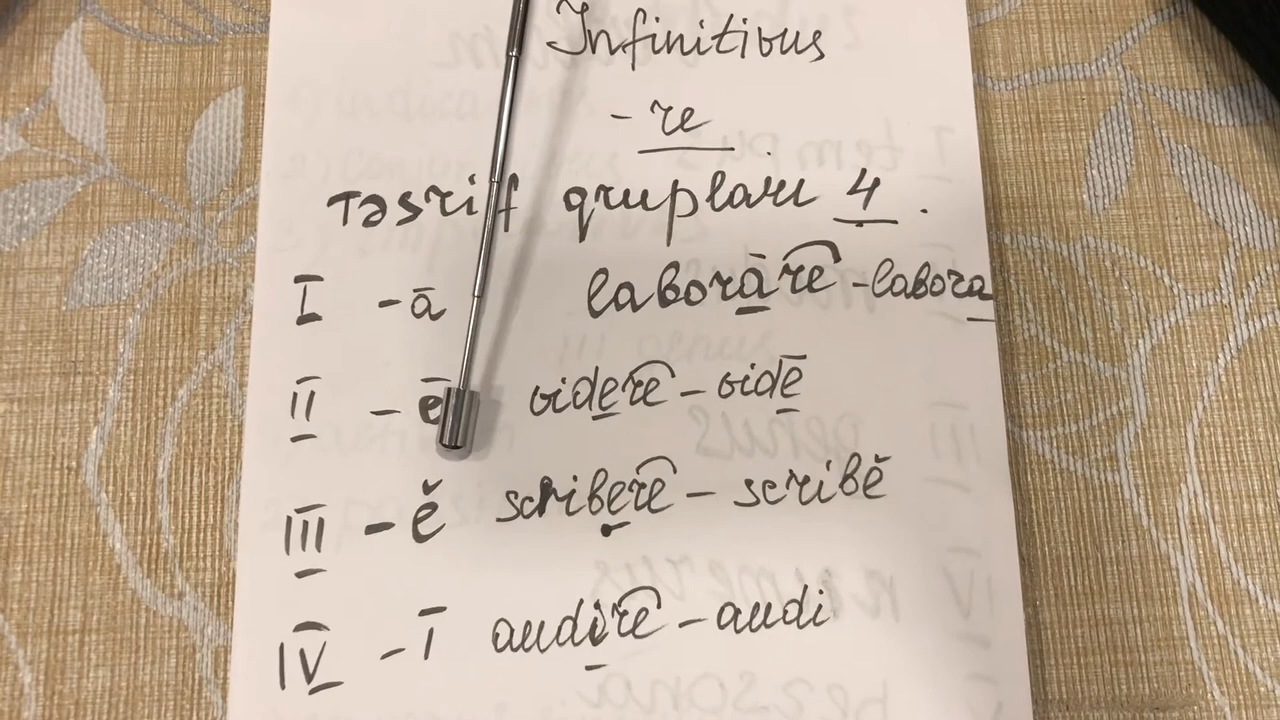 Infinitivus
-re
Təsrif qrupları 4.
I -ā laborāre - labora
II - ē videre - vidē
III - ĕ scribere - scribĕ
IV - ī audire - audi